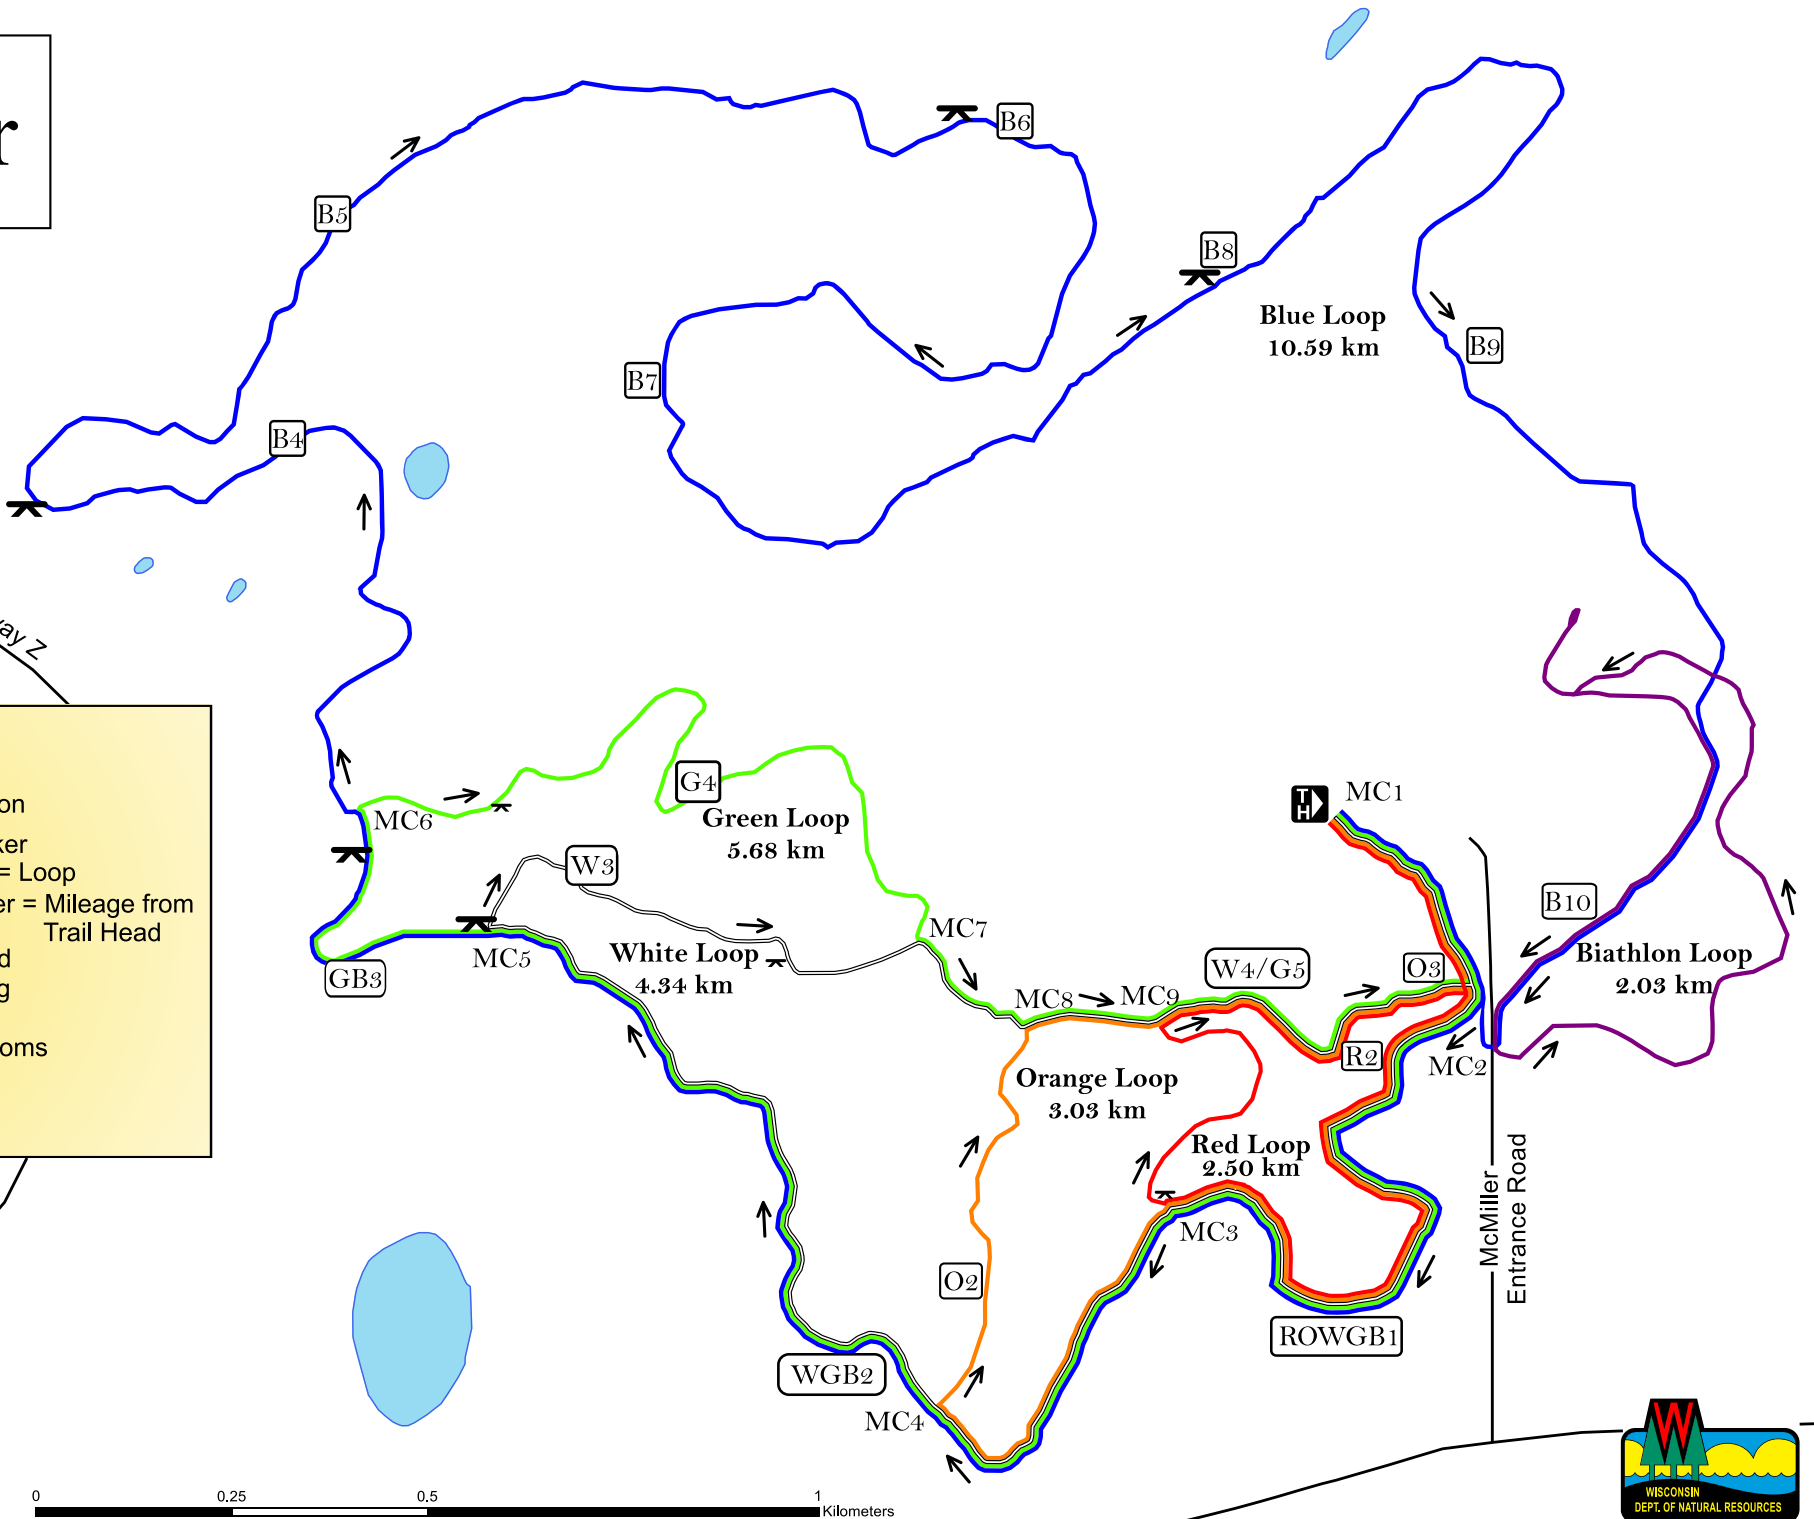 r
B6
B5
B8
Blue Loop
10.59 km
B9
B7
B4
way Z
on
ker
= Loop
er = Mileage from
Trail Head
d
g
oms
MC6
G4
Green Loop
5.68 km
TH
MC1
W3
B10
MC7
White Loop
4.34 km
MC5
GB3
W4/G5
O3
Biathlon Loop
2.03 km
MC8
MC9
R2
MC2
Orange Loop
3.03 km
Red Loop
2.50 km
MC3
McMiller
Entrance Road
O2
ROWGB1
WGB2
MC4
W
WISCONSIN
DEPT. OF NATURAL RESOURCES
0 0.25 0.5 1
Kilometers